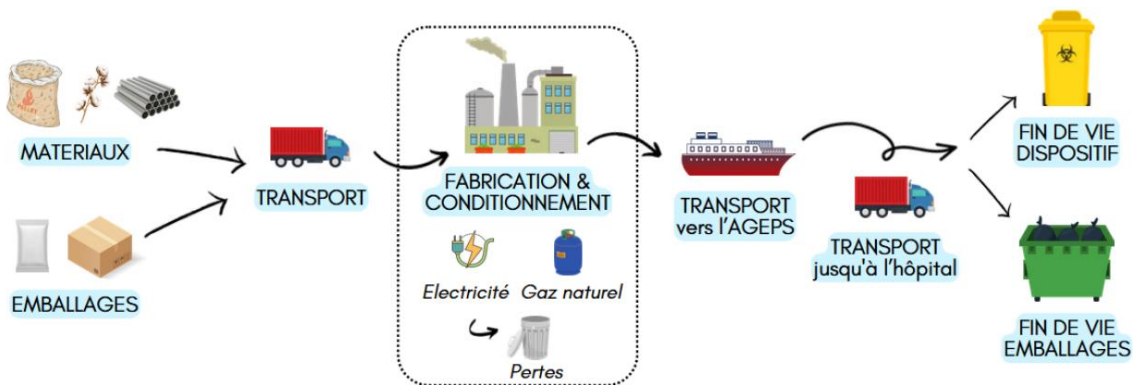 MATERIAUX
EMBALLAGES
TRANSPORT
FABRICATION &
CONDITIONNEMENT
Electricité
Gaz naturel
Pertes
TRANSPORT
vers l'AGEPS
TRANSPORT
jusqu'à l'hôpital
FIN DE VIE
DISPOSITIF
FIN DE VIE
EMBALLAGES